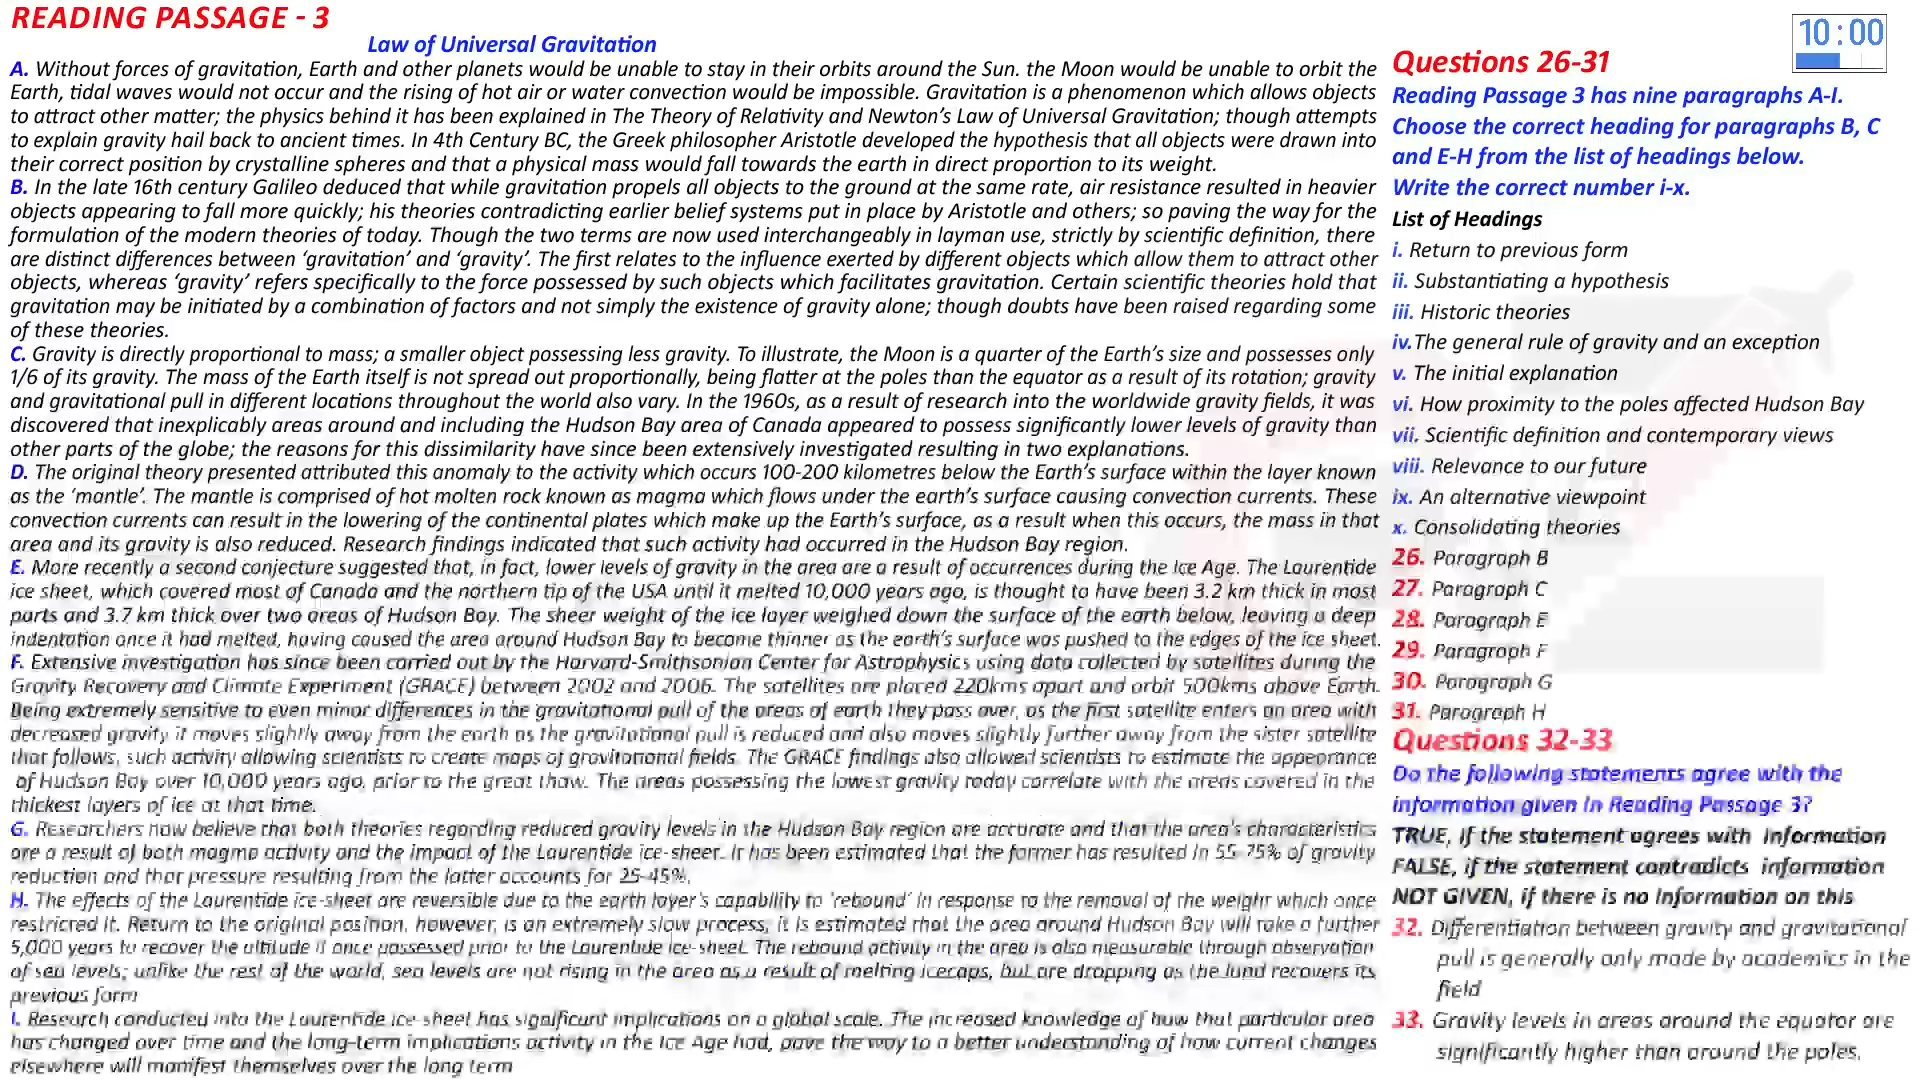 READING PASSAGE - 3
Law of Universal Gravitation
A. Without forces of gravitation, Earth and other planets would be unable to stay in their orbits around the Sun. the Moon would be unable to orbit the
Earth, tidal waves would not occur and the rising of hot air or water convection would be impossible. Gravitation is a phenomenon which allows objects
to attract other matter; the physics behind it has been explained in The Theory of Relativity and Newton's Law of Universal Gravitation; though attempts
to explain gravity hail back to ancient times. In 4th Century BC, the Greek philosopher Aristotle developed the hypothesis that all objects were drawn into
their correct position by crystalline spheres and that a physical mass would fall towards the earth in direct proportion to its weight.
B. In the late 16th century Galileo deduced that while gravitation propels all objects to the ground at the same rate, air resistance resulted in heavier
objects appearing to fall more quickly; his theories contradicting earlier belief systems put in place by Aristotle and others; so paving the way for the
formulation of the modern theories of today. Though the two terms are now used interchangeably in layman use, strictly by scientific definition, there
are distinct differences between 'gravitation' and 'gravity'. The first relates to the influence exerted by different objects which allow them to attract other
objects, whereas 'gravity' refers specifically to the force possessed by such objects which facilitates gravitation. Certain scientific theories hold that
gravitation may be initiated by a combination of factors and not simply the existence of gravity alone; though doubts have been raised regarding some
of these theories.
C. Gravity is directly proportional to mass; a smaller object possessing less gravity. To illustrate, the Moon is a quarter of the Earth's size and possesses only
1/6 of its gravity. The mass of the Earth itself is not spread out proportionally, being flatter at the poles than the equator as a result of its rotation; gravity
and gravitational pull in different locations throughout the world also vary. In the 1960s, as a result of research into the worldwide gravity fields, it was
discovered that inexplicably areas around and including the Hudson Bay area of Canada appeared to possess significantly lower levels of gravity than
other parts of the globe; the reasons for this dissimilarity have since been extensively investigated resulting in two explanations.
D. The original theory presented attributed this anomaly to the activity which occurs 100-200 kilometres below the Earth's surface within the layer known
as the 'mantle'. The mantle is comprised of hot molten rock known as magma which flows under the earth's surface causing convection currents. These
convection currents can result in the lowering of the continental plates which make up the Earth's surface, as a result when this occurs, the mass in that
area and its gravity is also reduced. Research findings indicated that such activity had occurred in the Hudson Bay region.
E. More recently a second conjecture suggested that, in fact, lower levels of gravity in the area are a result of occurrences during the Ice Age. The Laurentide
ice sheet, which covered most of Canada and the northern tip of the USA until it melted 10,000 years ago, is thought to have been 3.2 km thick in most
parts and 3.7 km thick over two areas of Hudson Bay. The sheer weight of the ice layer weighed down the surface of the earth below, leaving a deep
indentation once it had melted, having caused the area around Hudson Bay to become thinner as the earth's surface was pushed to the edges of the ice sheet.
F. Extensive investigation has since been carried out by the Harvard-Smithsonian Center for Astrophysics using data collected by satellites during the
Gravity Recovery and Climate Experiment (GRACE) between 2002 and 2006. The satellites are placed 220kms apart and orbit 500kms above Earth.
Being extremely sensitive to even minor differences in the gravitational pull of the areas of earth they pass over, as the first satellite enters an area with
decreased gravity it moves slightly away from the earth as the gravitational pull is reduced and also moves slightly further away from the sister satellite
that follows, such activity allowing scientists to create maps of gravitational fields. The GRACE findings also allowed scientists to estimate the appearance
of Hudson Bay over 10,000 years ago, prior to the great thaw. The areas possessing the lowest gravity today correlate with the areas covered in the
thickest layers of ice at that time.
G. Researchers now believe that both theories regarding reduced gravity levels in the Hudson Bay region are accurate and that the area's characteristics
are a result of both magma activity and the impact of the Laurentide ice-sheet. It has been estimated that the former has resulted in 55-75% of gravity
reduction and that pressure resulting from the latter accounts for 25-45%.
H. The effects of the Laurentide ice-sheet are reversible due to the earth layer's capability to 'rebound' in response to the removal of the weight which once
restricted it. Return to the original position, however, is an extremely slow process; it is estimated that the area around Hudson Bay will take a further
5,000 years to recover the altitude it once possessed prior to the Laurentide ice-sheet. The rebound activity in the area is also measurable through observation
of sea levels; unlike the rest of the world, sea levels are not rising in the area as a result of melting icecaps, but are dropping as the land recovers its
previous form
I. Research conducted into the Laurentide ice-sheet has significant implications on a global scale. The increased knowledge of how that particular area
has changed over time and the long-term implications activity in the Ice Age had, pave the way to a better understanding of how current changes
elsewhere will manifest themselves over the long term
10:00
Questions 26-31
Reading Passage 3 has nine paragraphs A-I.
Choose the correct heading for paragraphs B, C
and E-H from the list of headings below.
Write the correct number i-x.
List of Headings
i. Return to previous form
ii. Substantiating a hypothesis
iii. Historic theories
iv.The general rule of gravity and an exception
v. The initial explanation
vi. How proximity to the poles affected Hudson Bay
vii. Scientific definition and contemporary views
viii. Relevance to our future
ix. An alternative viewpoint
x. Consolidating theories
26. Paragraph B
27. Paragraph C
28. Paragraph E
29. Paragraph F
30. Paragraph G
31. Paragraph H
Questions 32-33
Do the following statements agree with the
information given in Reading Passage 3?
TRUE, if the statement agrees with information
FALSE, if the statement contradicts information
NOT GIVEN, if there is no information on this
32. Differentiation between gravity and gravitational
pull is generally only made by academics in the
field
33. Gravity levels in areas around the equator are
significantly higher than around the poles.